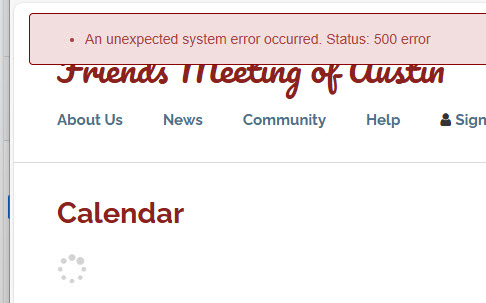 An unexpected system error occurred. Status: 500 error
Friends Meeting of Austin
About Us News Community Help Sign
Calendar